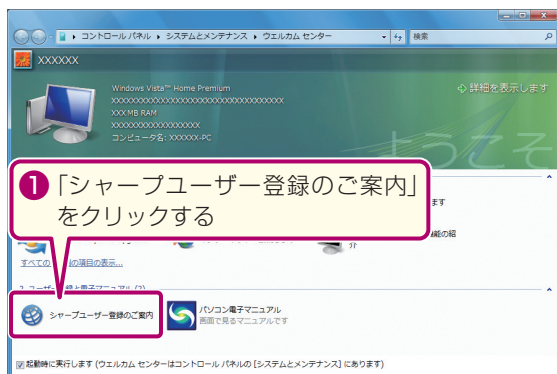 コントロール パネル ▸ システムとメンテナンス ▸ ウエルカム センター
検索
XXXXXX
Windows Vista™ Home Premium
詳細を表示します
XXXMB RAM
コンピュータ名: XXXXXX-PC
ようこそ
❶「シャープユーザー登録のご案内」
をクリックする
ます
能の紹
介
すべての
の項目の表示...
シャープユーザー登録のご案内
パソコン電子マニュアル
画面で見るマニュアルです
起動時に実行します (ウエルカム センターはコントロール パネルの [システムとメンテナンス] にあります)